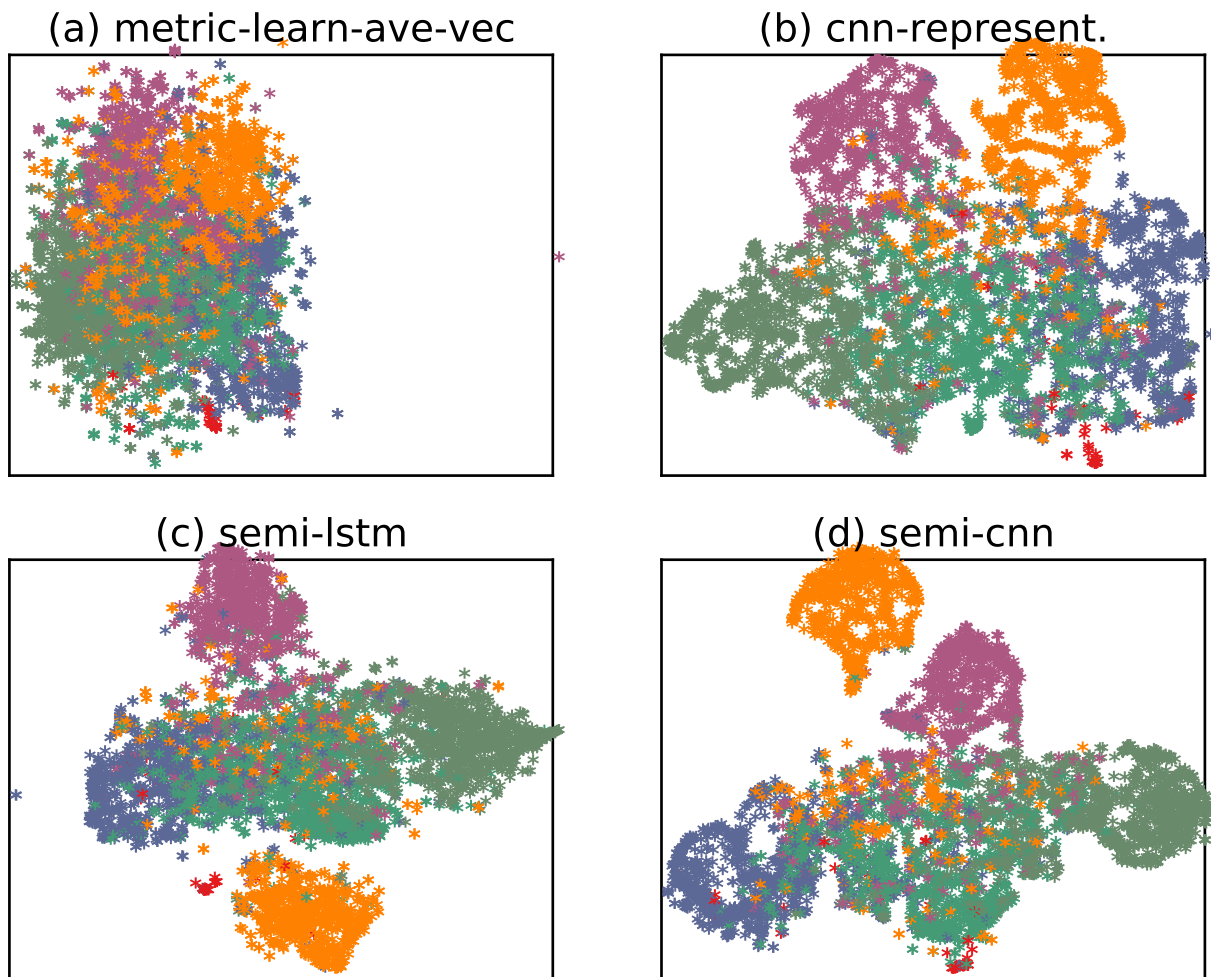 (a) metric-learn-ave-vec
(b) cnn-represent.
(c) semi-lstm
(d) semi-cnn